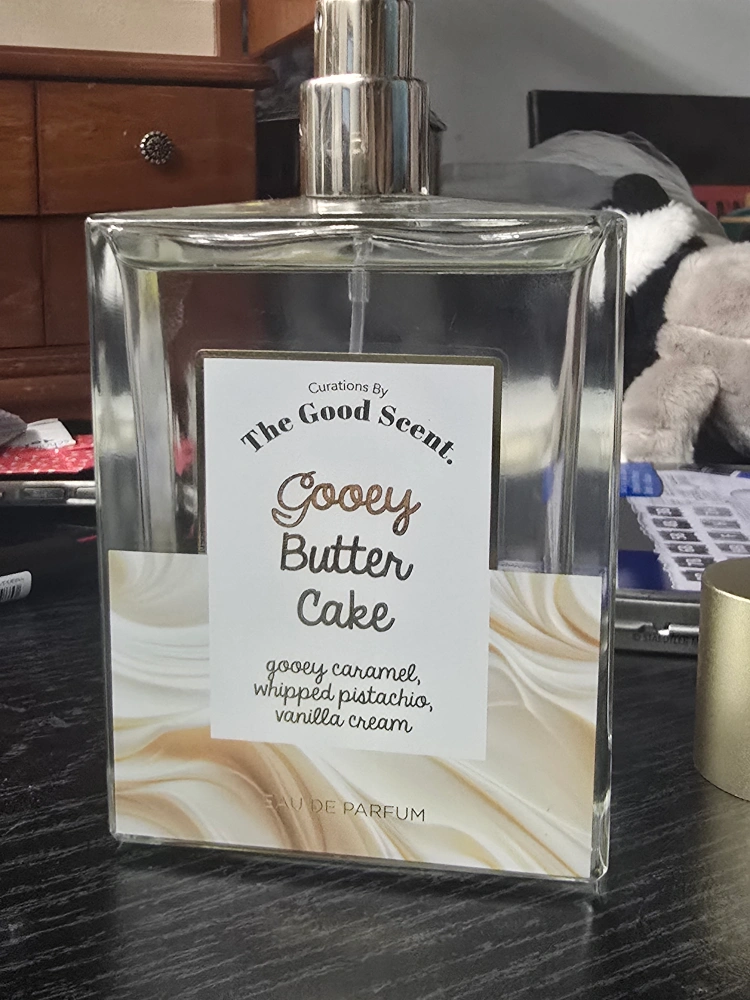 Curations By
The Good Scent.
Gooey
Butter
Cake
gooey caramel,
whipped pistachio,
vanilla cream
EAU DE PARFUM